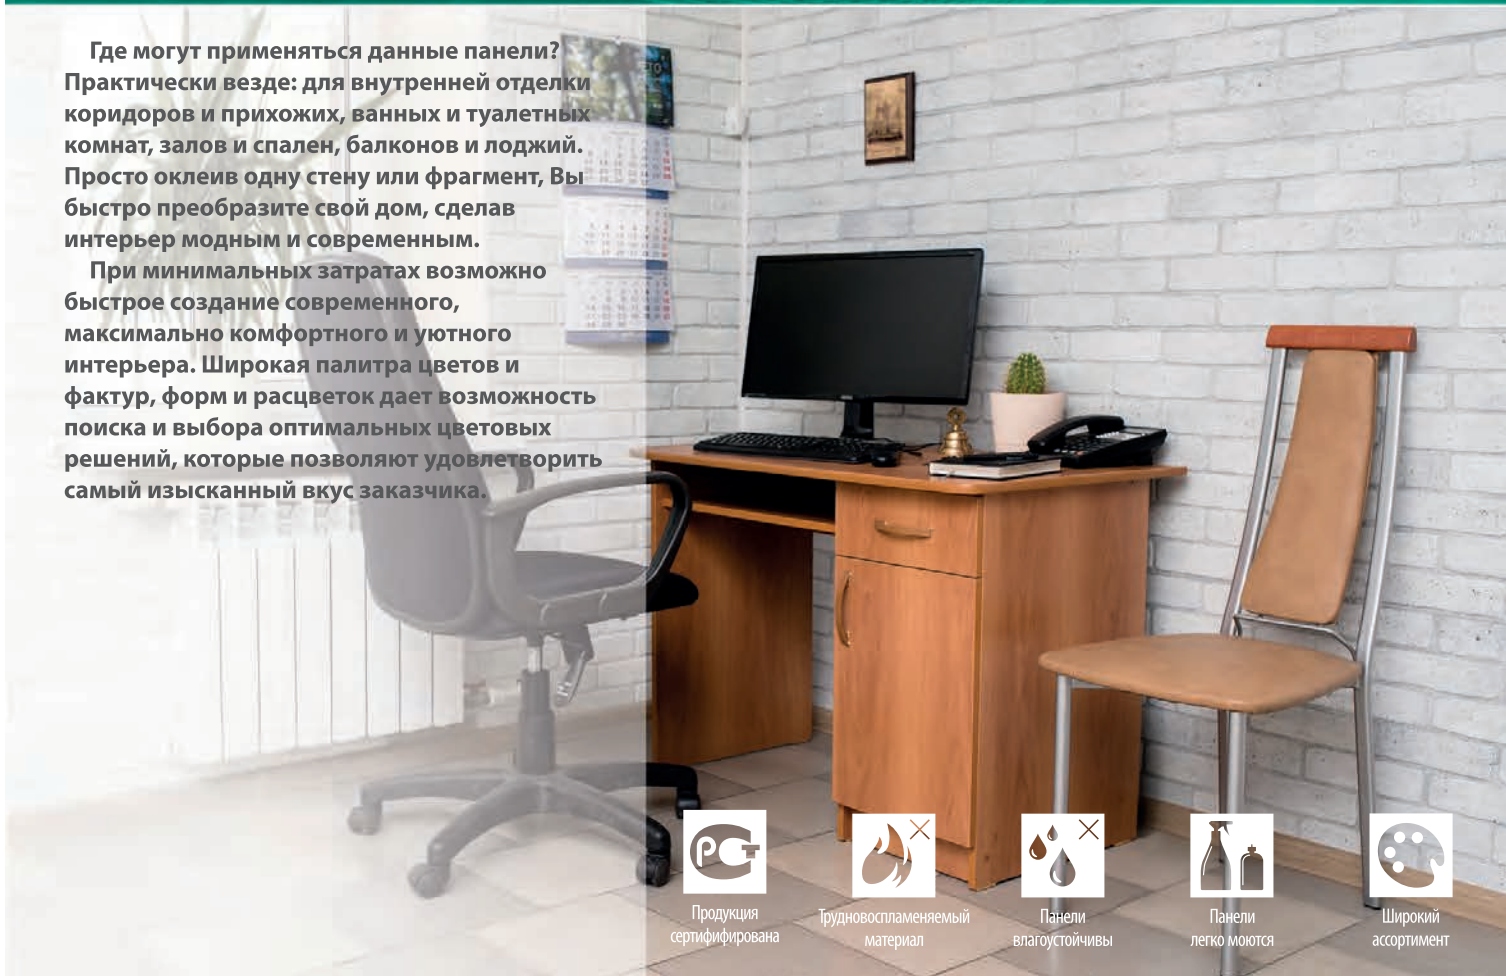 Где могут применяться данные панели?
Практически везде: для внутренней отделки
коридоров и прихожих, ванных и туалетных
комнат, залов и спален, балконов и лоджий.
Просто оклеив одну стену или фрагмент, Вы
быстро преобразите свой дом, сделав
интерьер модным и современным.
При минимальных затратах возможно
быстрое создание современного,
максимально комфортного и уютного
интерьера. Широкая палитра цветов и
фактур, форм и расцветок дает возможность
поиска и выбора оптимальных цветовых
решений, которые позволяют удовлетворить
самый изысканный вкус заказчика.
Продукция
сертифифирована
Трудновоспламеняемый
материал
Панели
влагоустойчивы
Панели
легко моются
Широкий
ассортимент